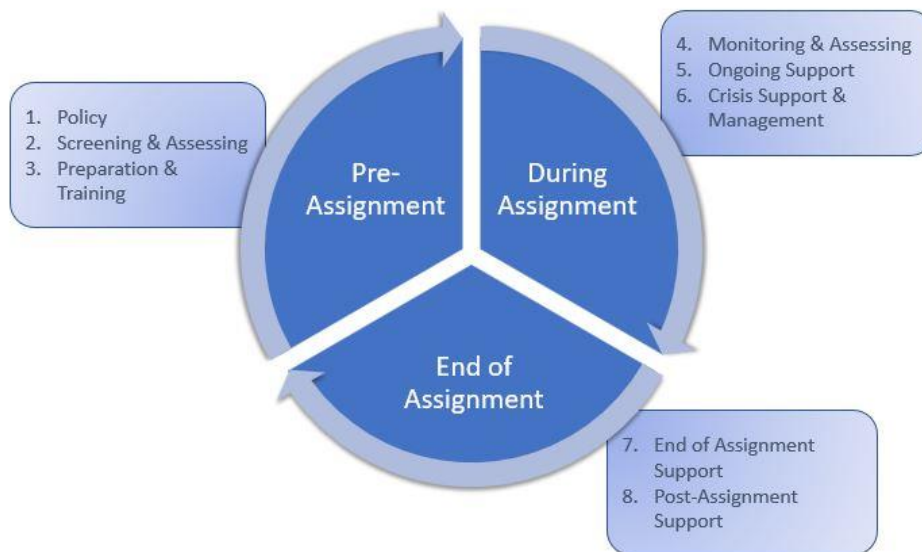 1. Policy
2. Screening & Assessing
3. Preparation &
Training
Pre-
Assignment
During
Assignment
4. Monitoring & Assessing
5. Ongoing Support
6. Crisis Support &
Management
End of
Assignment
7. End of Assignment
Support
8. Post-Assignment
Support